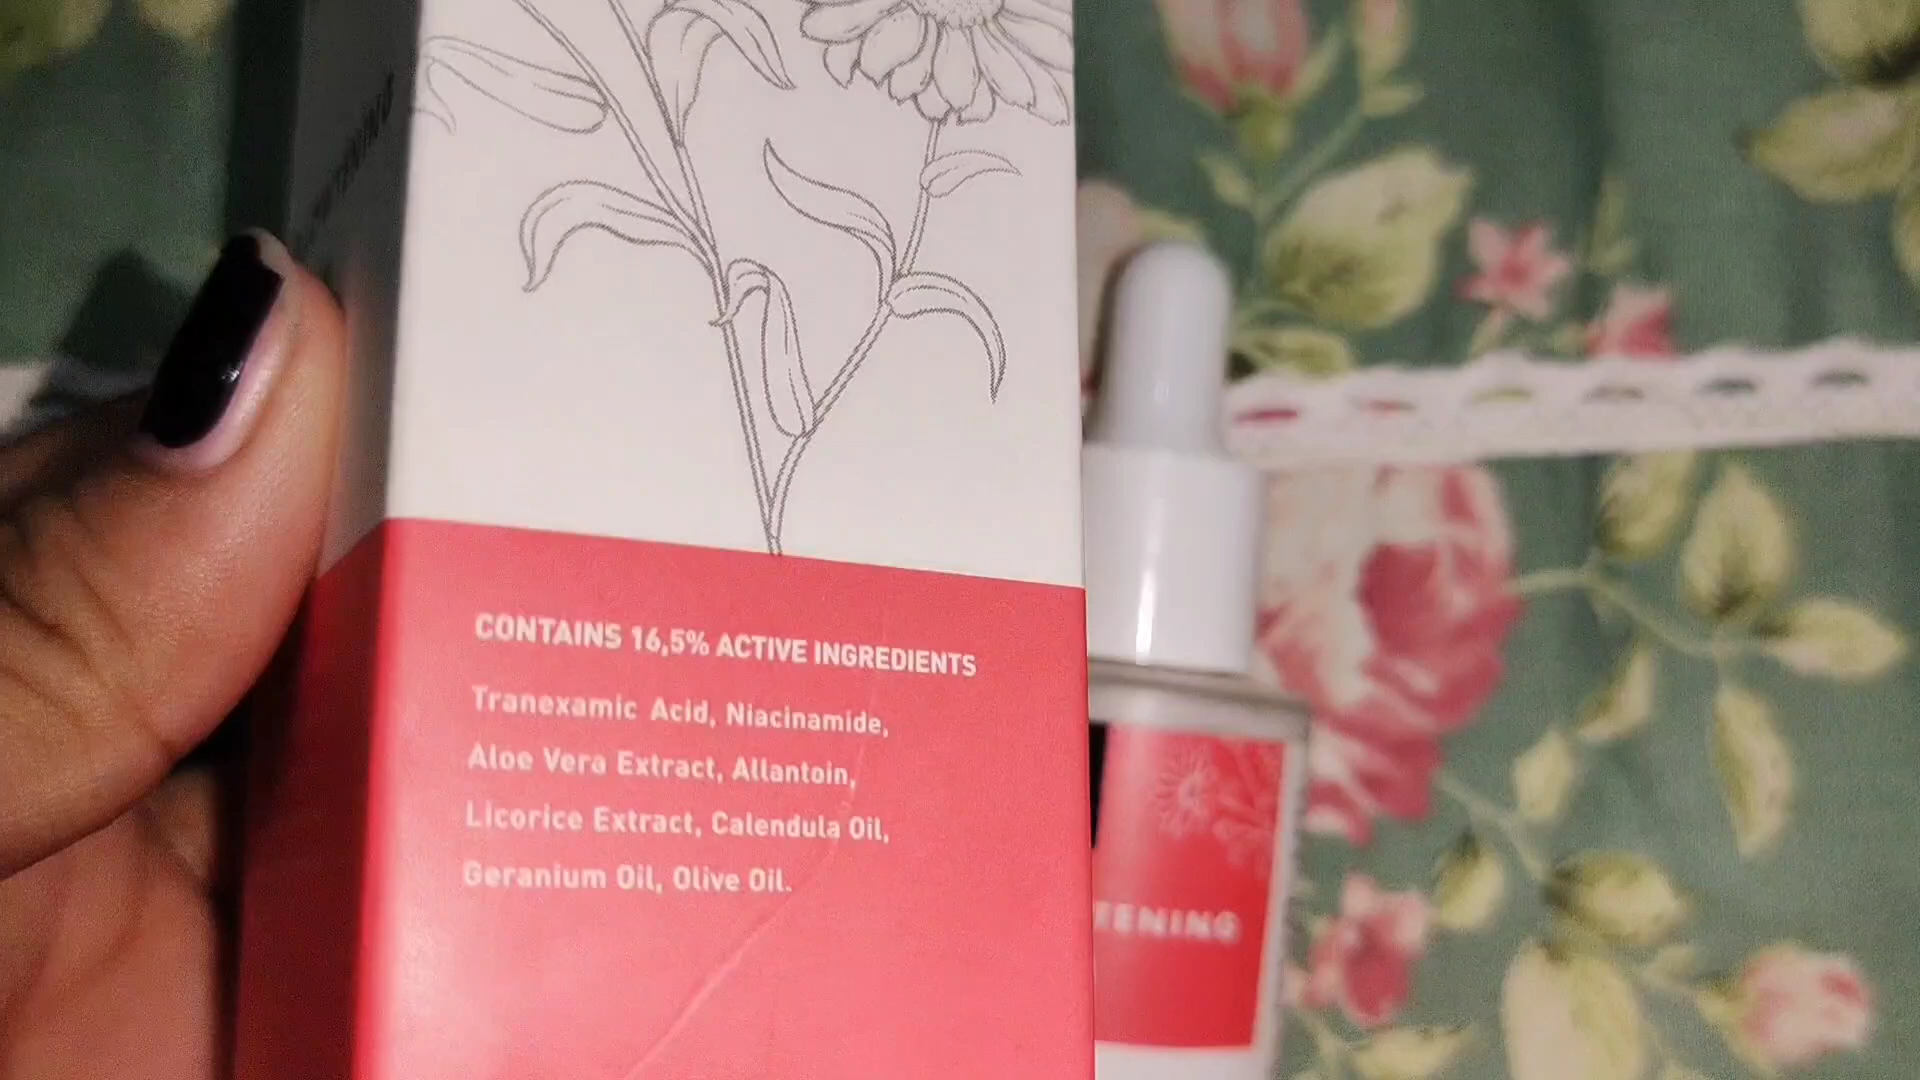 CONTAINS 16,5% ACTIVE INGREDIENTS
Tranexamic Acid, Niacinamide,
Aloe Vera Extract, Allantoin,
Licorice Extract, Calendula Oil,
Geranium Oil, Olive Oil.
TENING